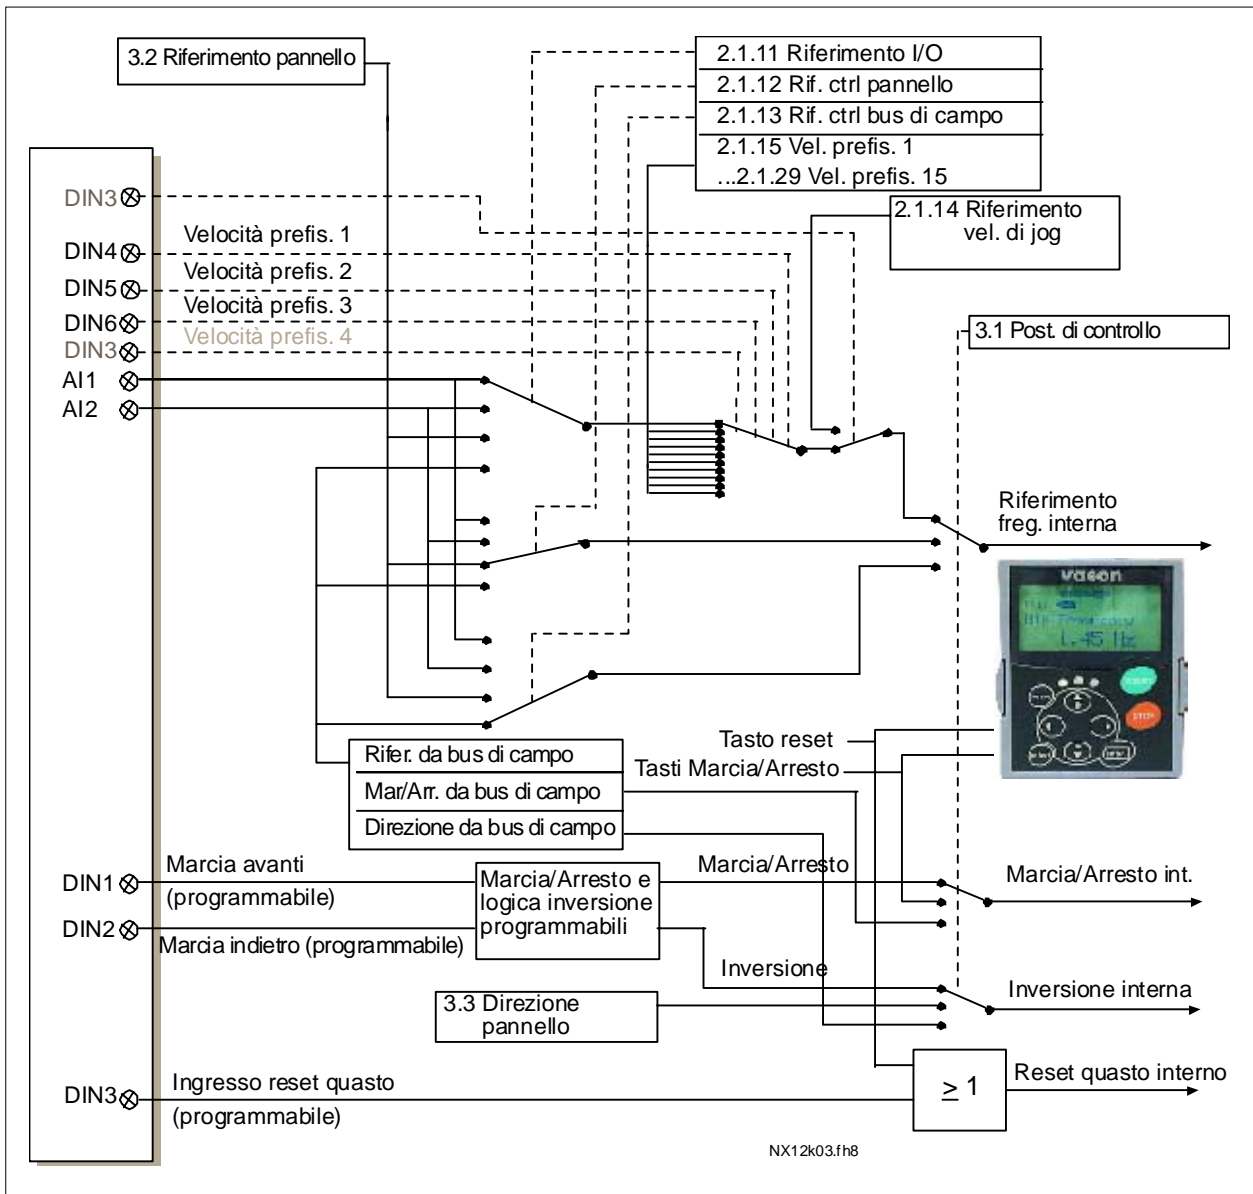 3.2 Riferimento pannello
2.1.11 Riferimento I/O
2.1.12 Rif. ctrl pannello
2.1.13 Rif. ctrl bus di campo
2.1.15 Vel. prefis. 1
...2.1.29 Vel. prefis. 15
2.1.14 Riferimento
vel. di jog
DIN3
DIN4
Velocità prefis. 1
DIN5
Velocità prefis. 2
DIN6
Velocità prefis. 3
DIN3
Velocità prefis. 4
AI1
AI2
3.1 Post. di controllo
Riferimento
freg. interna
vacon
1.45 Hz
START
STOP
Tasto reset
Tasti Marcia/Arresto
Rifer. da bus di campo
Mar/Arr. da bus di campo
Direzione da bus di campo
DIN1
Marcia avanti
(programmabile)
DIN2
Marcia indietro (programmabile)
Marcia/Arresto e
logica inversione
programmabili
Marcia/Arresto
Inversione
Marcia/Arresto int.
3.3 Direzione
pannello
Inversione interna
DIN3
Ingresso reset quasto
(programmabile)
≥ 1
Reset quasto interno
NX12k03.fh8